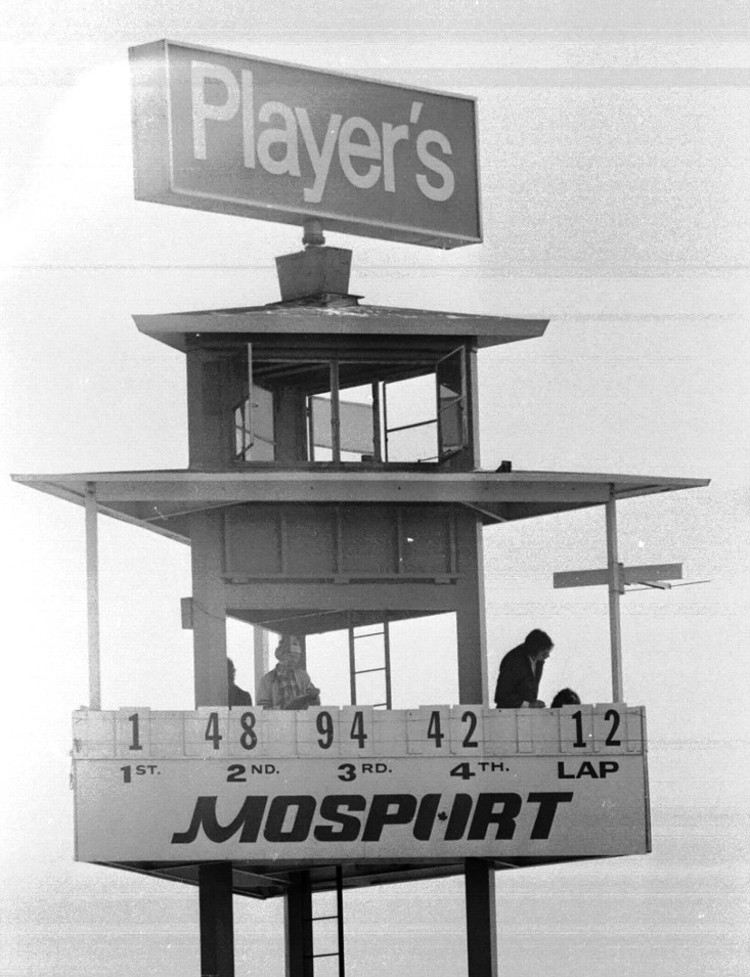 Player's
1 48 94 42 12
1ST. 2ND. 3RD. 4TH. LAP
MOSPORT